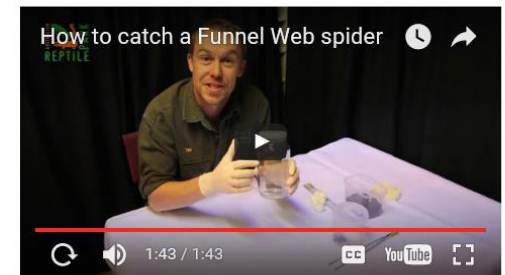 How to catch a Funnel Web spider
REPTILE
1:43 / 1:43
CC
YouTube